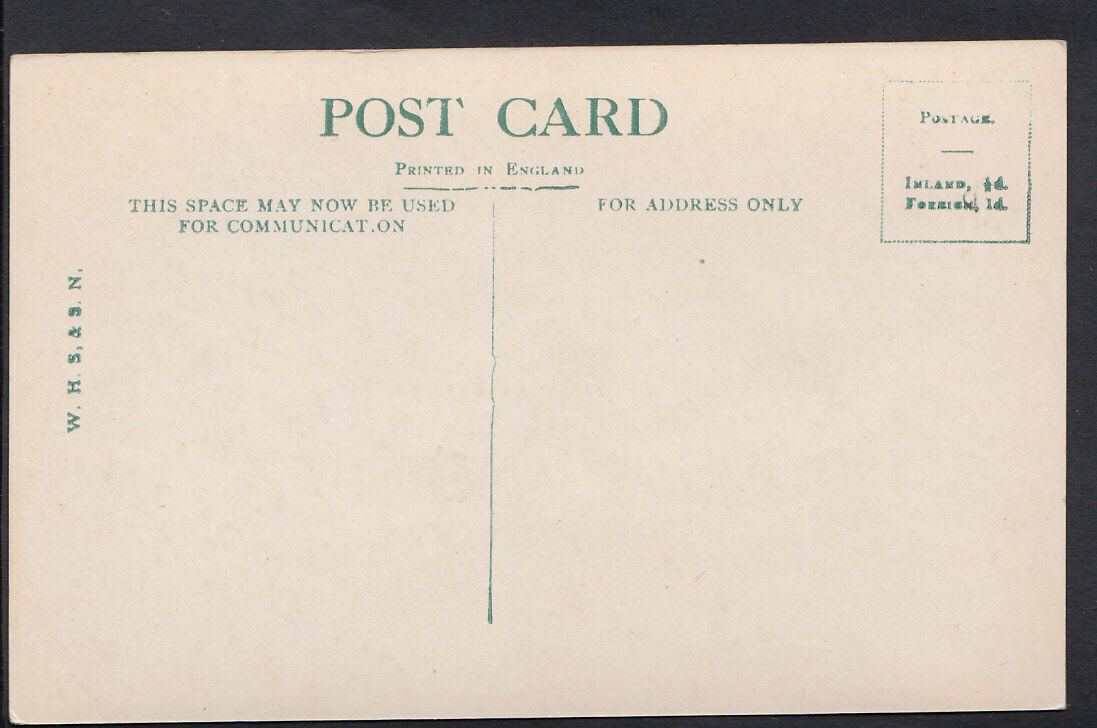 POST CARD
PRINTED IN ENGLAND
THIS SPACE MAY NOW BE USED
FOR COMMUNICAT.ON
FOR ADDRESS ONLY
POSTAGE.
INLAND, ½d.
FOREIGN, 1d.
W. H. S. & S. N.